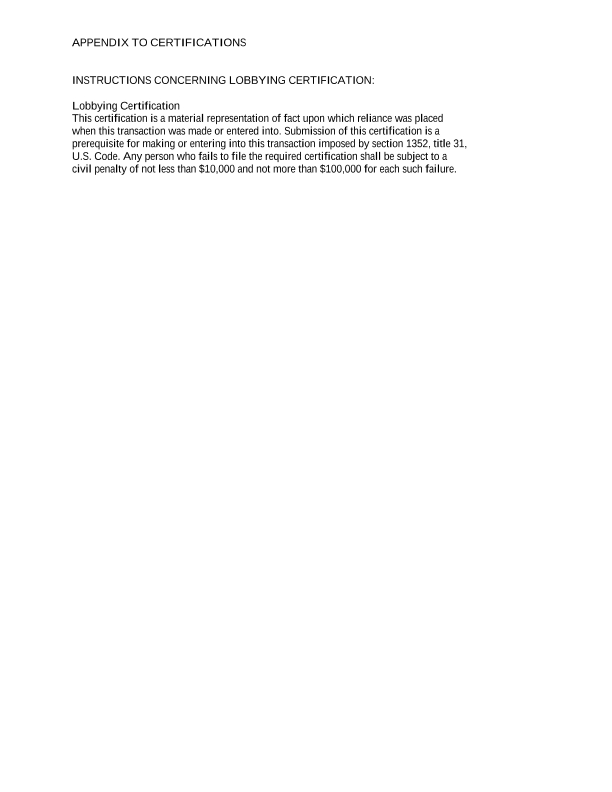 APPENDIX TO CERTIFICATIONS
INSTRUCTIONS CONCERNING LOBBYING CERTIFICATION:
Lobbying Certification
This certification is a material representation of fact upon which reliance was placed
when this transaction was made or entered into. Submission of this certification is a
prerequisite for making or entering into this transaction imposed by section 1352, title 31,
U.S. Code. Any person who fails to file the required certification shall be subject to a
civil penalty of not less than $10,000 and not more than $100,000 for each such failure.